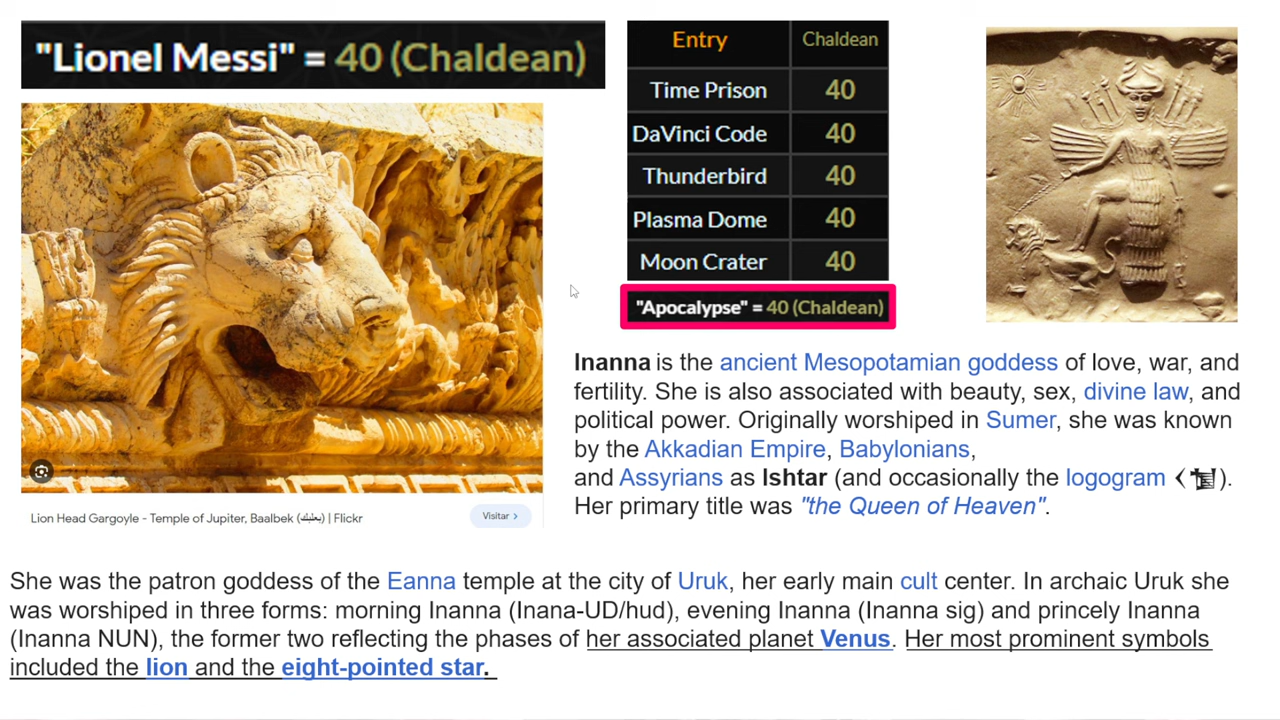 "Lionel Messi" = 40 (Chaldean)
Entry Chaldean
Time Prison 40
DaVinci Code 40
Thunderbird 40
Plasma Dome 40
Moon Crater 40
"Apocalypse" = 40 (Chaldean)
Lion Head Gargoyle - Temple of Jupiter, Baalbek (بعلبك) | Flickr
Visitar >
Inanna is the ancient Mesopotamian goddess of love, war, and
fertility. She is also associated with beauty, sex, divine law, and
political power. Originally worshiped in Sumer, she was known
by the Akkadian Empire, Babylonians,
and Assyrians as Ishtar (and occasionally the logogram 𒌋𒁯).
Her primary title was "the Queen of Heaven".
She was the patron goddess of the Eanna temple at the city of Uruk, her early main cult center. In archaic Uruk she
was worshiped in three forms: morning Inanna (Inana-UD/hud), evening Inanna (Inanna sig) and princely Inanna
(Inanna NUN), the former two reflecting the phases of her associated planet Venus. Her most prominent symbols
included the lion and the eight-pointed star.